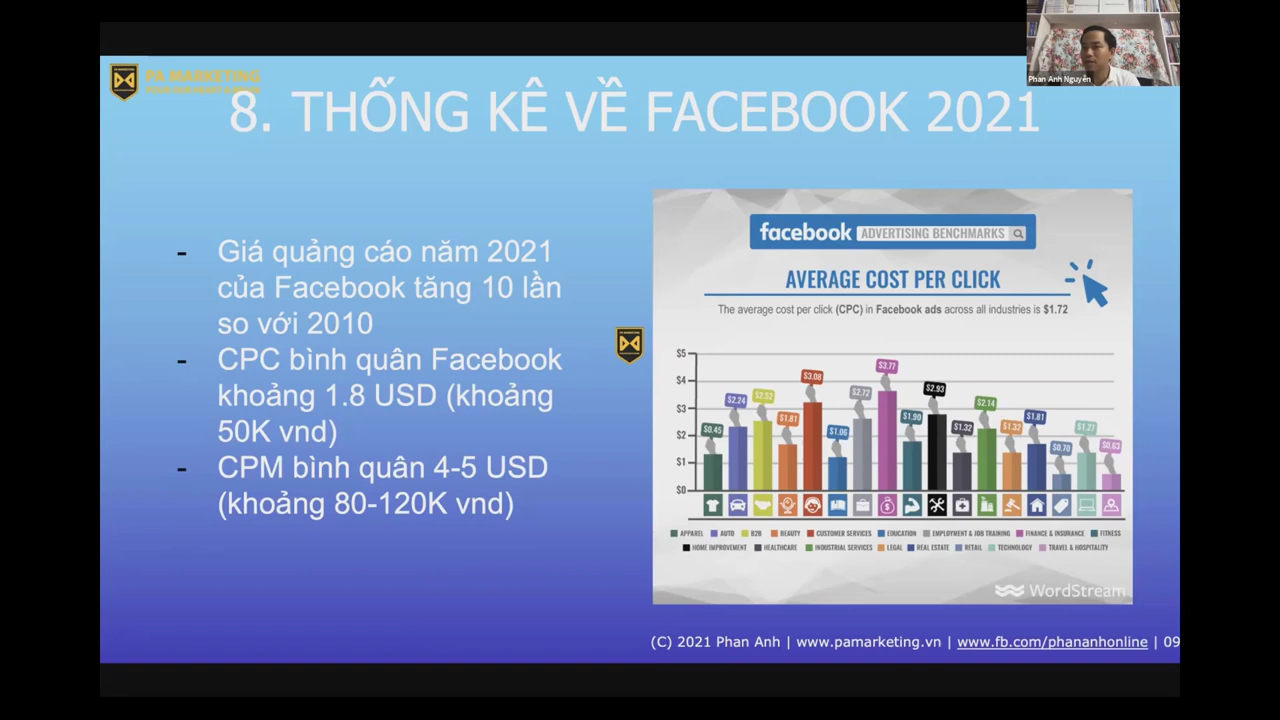 Phan Anh Nguyễn
PA MARKETING
8. THỐNG KÊ VỀ FACEBOOK 2021
- Giá quảng cáo năm 2021
của Facebook tăng 10 lần
so với 2010
- CPC bình quân Facebook
khoảng 1.8 USD (khoảng
50K vnd)
- CPM bình quân 4-5 USD
(khoảng 80-120K vnd)
facebook ADVERTISING BENCHMARKS
AVERAGE COST PER CLICK
The average cost per click (CPC) in Facebook ads across all industries is $1.72
$5
$4
$3
$2
$1
$0
$0.45 $2.24 $2.52 $1.81 $3.08 $1.06 $2.72 $3.77 $1.90 $2.93 $1.32 $2.14 $1.32 $1.81 $0.70 $1.27 $0.63
APPAREL AUTO B2B BEAUTY CUSTOMER SERVICES EDUCATION EMPLOYMENT & JOB TRAINING FINANCE & INSURANCE FITNESS
HOME IMPROVEMENT HEALTHCARE INDUSTRIAL SERVICES LEGAL REAL ESTATE RETAIL TECHNOLOGY TRAVEL & HOSPITALITY
WordStream
(C) 2021 Phan Anh | www.pamarketing.vn | www.fb.com/phananhonline | 09